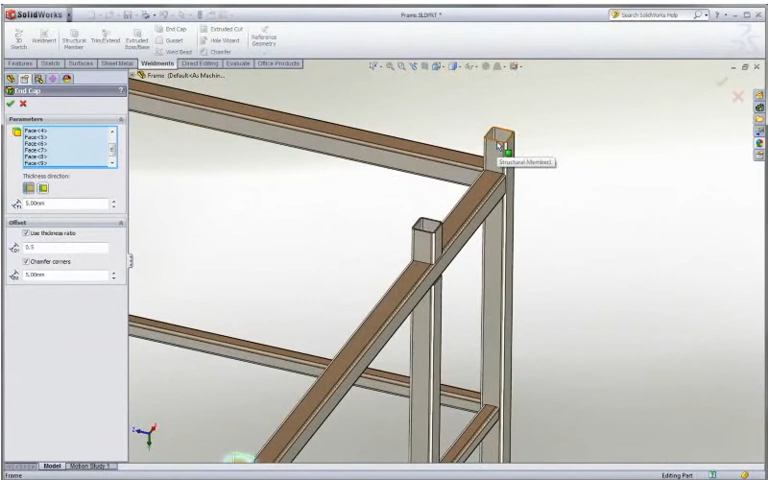 SolidWorks
Frame.SLDPRT *
Search SolidWorks Help
3D Sketch
Weldment
Structural Member
Trim/Extend
Extruded Boss/Base
End Cap
Gusset
Weld Bead
Extruded Cut
Hole Wizard
Chamfer
Reference Geometry
Features Sketch Surfaces Sheet Metal Weldments Direct Editing Evaluate Office Products
Frame (Default<As Machin...
End Cap
?
Parameters
Face<4>
Face<5>
Face<6>
Face<7>
Face<8>
Face<9>
Thickness direction:
5.00mm
Offset
Use thickness ratio
0.5
Chamfer corners
5.00mm
Structural Member1
Model Motion Study 1
Frame
Editing Part